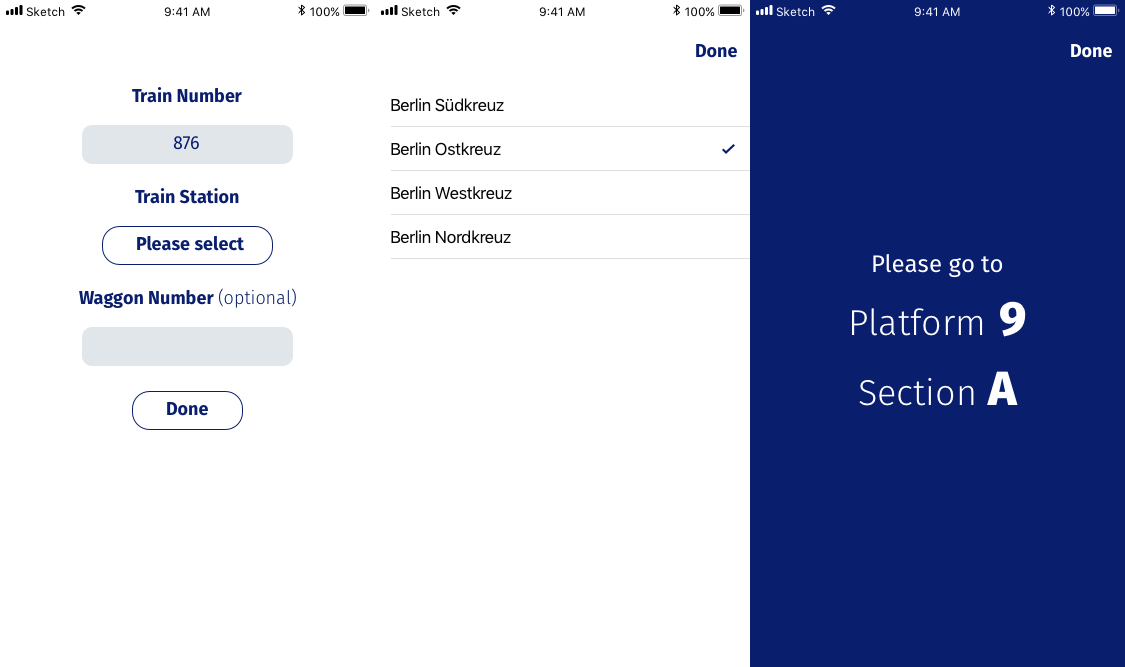 Sketch 9:41 AM 100%
Train Number
876
Train Station
Please select
Waggon Number (optional)
Done
Sketch 9:41 AM 100%
Done
Berlin Südkreuz
Berlin Ostkreuz
Berlin Westkreuz
Berlin Nordkreuz
Sketch 9:41 AM 100%
Done
Please go to
Platform 9
Section A